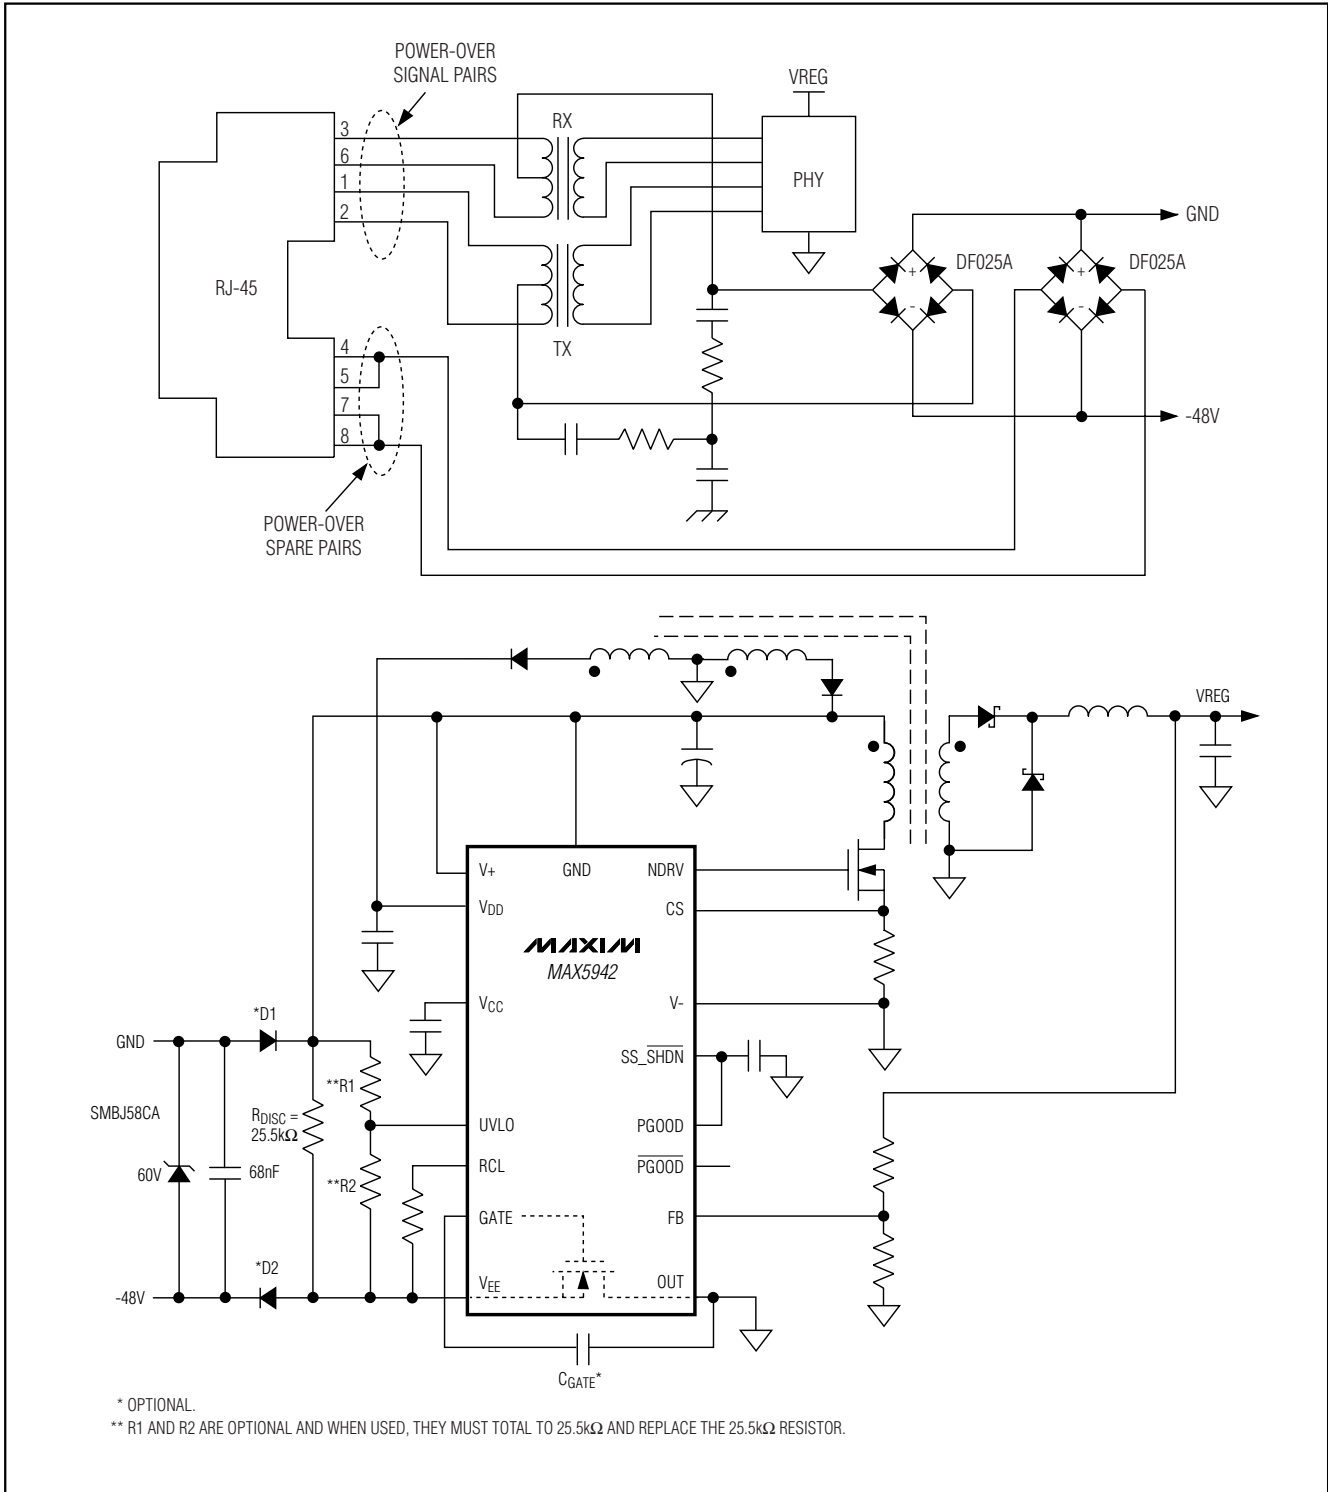 POWER-OVER
SIGNAL PAIRS
VREG
RX
3
6
1
2
PHY
GND
+
DF025A
+
DF025A
-
-
RJ-45
TX
4
5
7
8
-48V
POWER-OVER
SPARE PAIRS
VREG
V+
GND
NDRV
VDD
CS
MAXIM
MAX5942
VCC
V-
*D1
GND
SS_SHDN
**R1
SMBJ58CA
RDISC =
25.5kΩ
UVLO
PGOOD
60V
68nF
**R2
RCL
PGOOD
GATE
FB
*D2
VEE
OUT
-48V
CGATE*
* OPTIONAL.
** R1 AND R2 ARE OPTIONAL AND WHEN USED, THEY MUST TOTAL TO 25.5kΩ AND REPLACE THE 25.5kΩ RESISTOR.